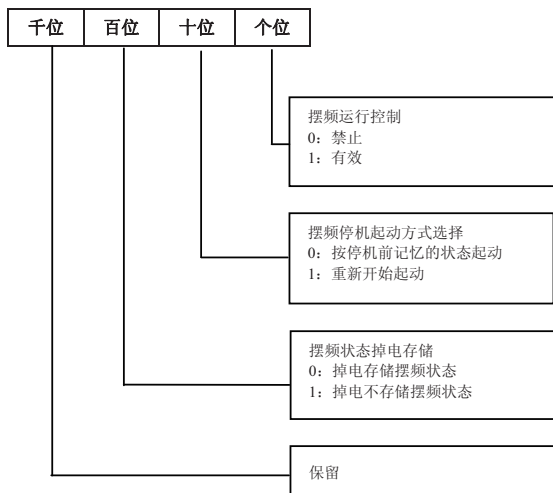 千位 百位 十位 个位
摆频运行控制
0：禁止
1：有效
摆频停机起动方式选择
0：按停机前记忆的状态起动
1：重新开始起动
摆频状态掉电存储
0：掉电存储摆频状态
1：掉电不存储摆频状态
保留